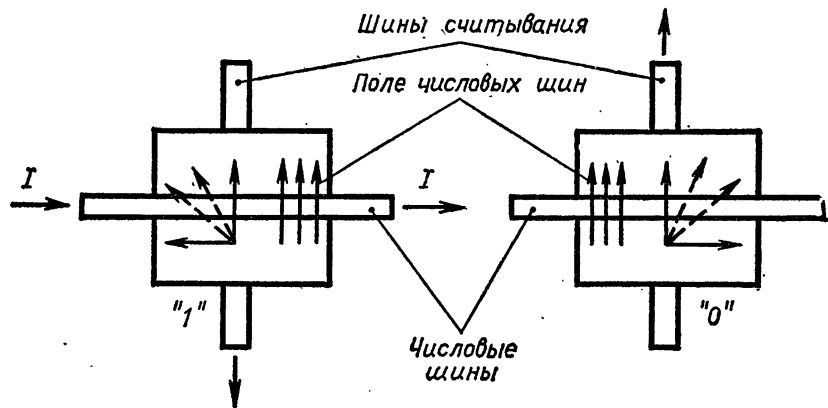 Шины считывания
Поле числовых шин
I
I
"1"
"0"
Числовые
шины